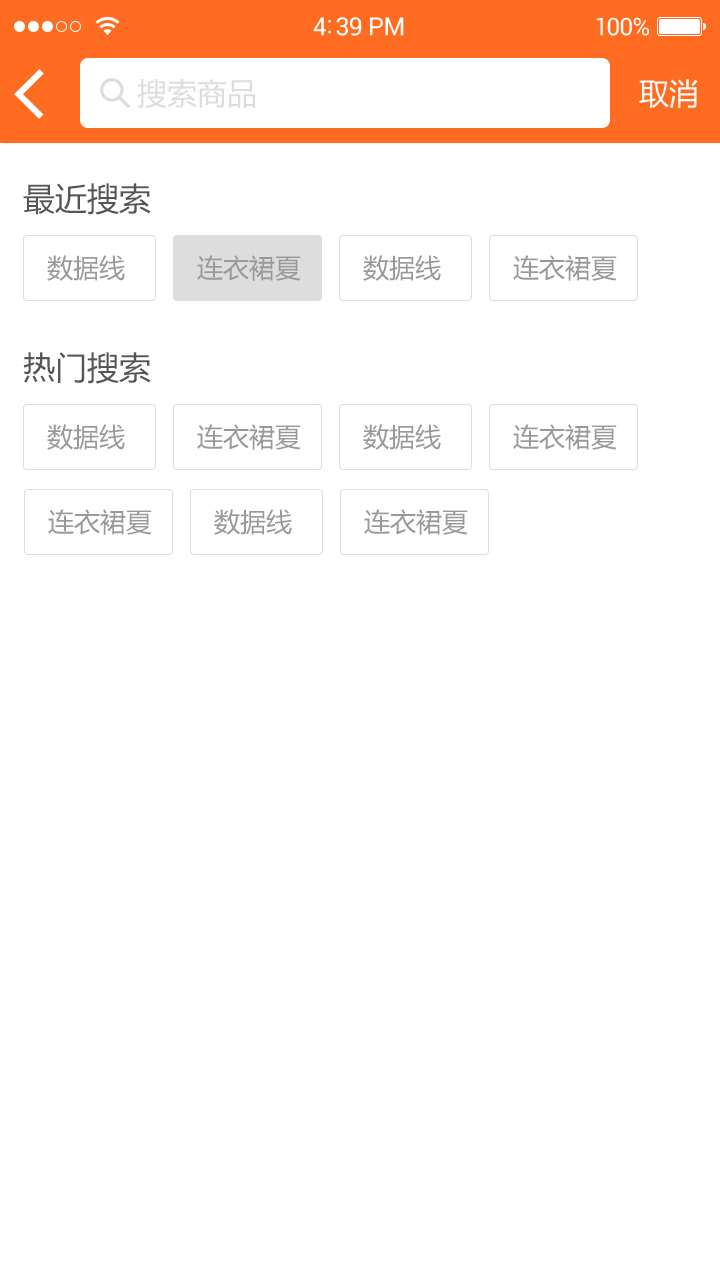 4:39 PM 100%
搜索商品 取消
最近搜索
数据线 连衣裙夏 数据线 连衣裙夏
热门搜索
数据线 连衣裙夏 数据线 连衣裙夏
连衣裙夏 数据线 连衣裙夏